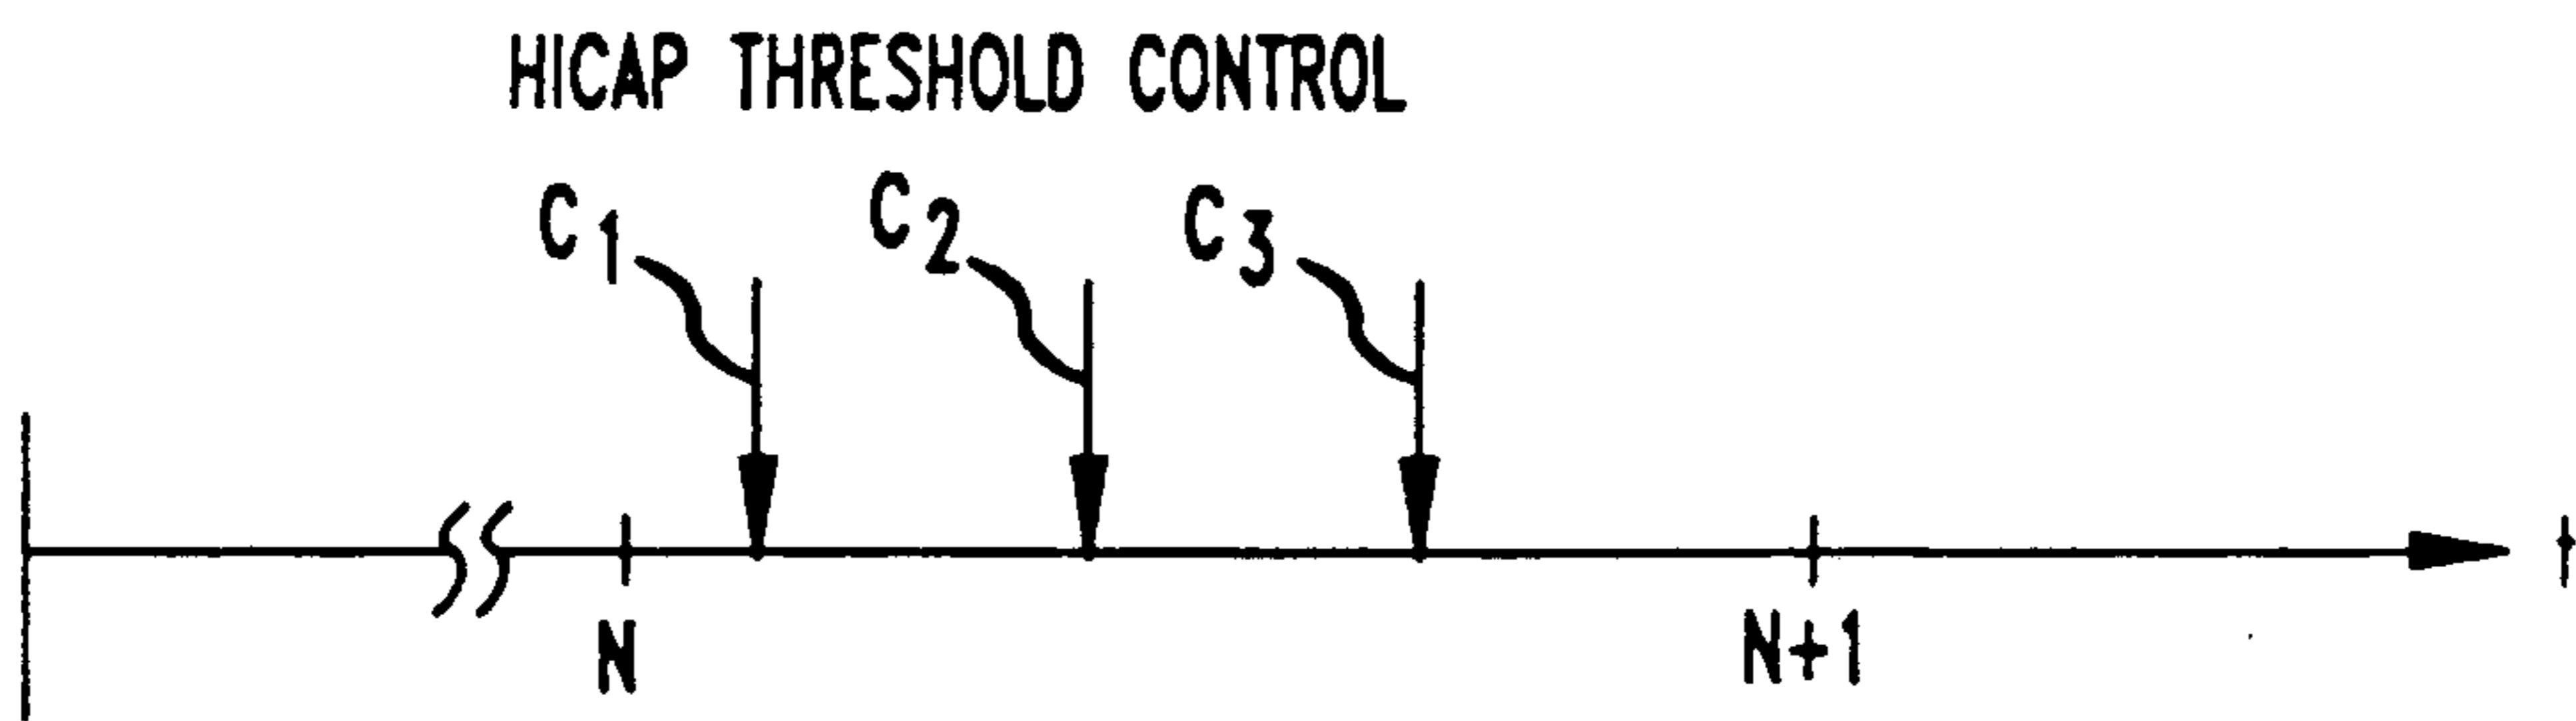 HICAP THRESHOLD CONTROL
C1 C2 C3
N N+1 t